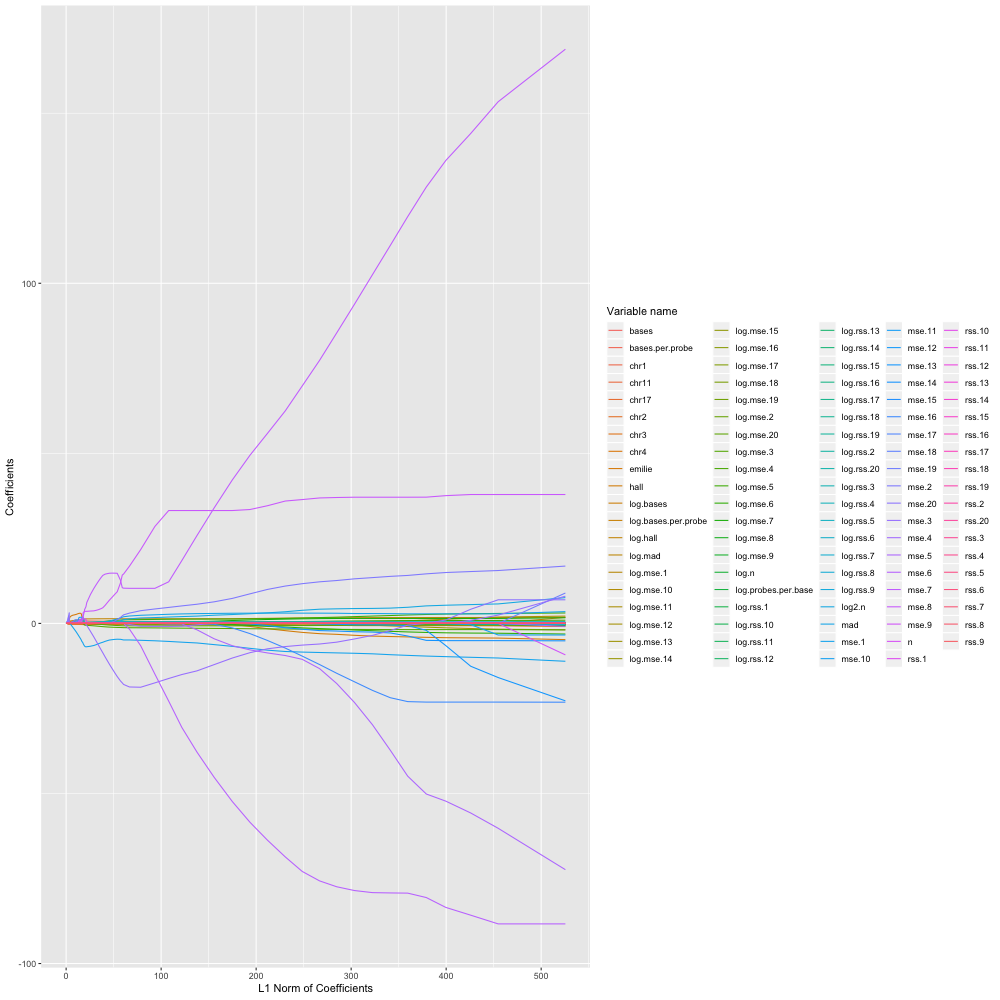 Coefficients
100
0
-100
0
100
200
300
400
500
L1 Norm of Coefficients
Variable name
bases
bases.per.probe
chr1
chr11
chr17
chr2
chr3
chr4
emilie
hall
log.bases
log.bases.per.probe
log.hall
log.mad
log.mse.1
log.mse.10
log.mse.11
log.mse.12
log.mse.13
log.mse.14
log.mse.15
log.mse.16
log.mse.17
log.mse.18
log.mse.19
log.mse.2
log.mse.20
log.mse.3
log.mse.4
log.mse.5
log.mse.6
log.mse.7
log.mse.8
log.mse.9
log.n
log.probes.per.base
log.rss.1
log.rss.10
log.rss.11
log.rss.12
log.rss.13
log.rss.14
log.rss.15
log.rss.16
log.rss.17
log.rss.18
log.rss.19
log.rss.2
log.rss.20
log.rss.3
log.rss.4
log.rss.5
log.rss.6
log.rss.7
log.rss.8
log.rss.9
log2.n
mad
mse.1
mse.10
mse.11
mse.12
mse.13
mse.14
mse.15
mse.16
mse.17
mse.18
mse.19
mse.2
mse.20
mse.3
mse.4
mse.5
mse.6
mse.7
mse.8
mse.9
n
rss.1
rss.10
rss.11
rss.12
rss.13
rss.14
rss.15
rss.16
rss.17
rss.18
rss.19
rss.2
rss.20
rss.3
rss.4
rss.5
rss.6
rss.7
rss.8
rss.9